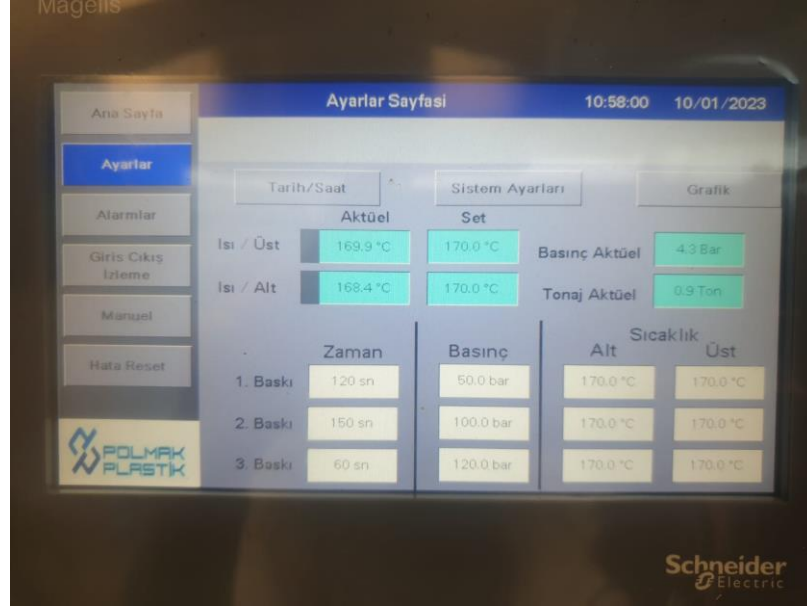 Magelis
Ayarlar Sayfasi 10:58:00 10/01/2023
Ana Sayfa
Ayarlar
Alarmlar
Giris Cıkış
İzleme
Manuel
Hata Reset
Tarih/Saat Sistem Ayarları Grafik
Aktüel Set
Isı / Üst 169.9 °C 170.0 °C Basınç Aktüel 4.3 Bar
Isı / Alt 168.4 °C 170.0 °C Tonaj Aktüel 0.9 Ton
Sıcaklık
Zaman Basınç Alt Üst
1. Baskı 120 sn 50.0 bar 170.0 °C 170.0 °C
2. Baskı 150 sn 100.0 bar 170.0 °C 170.0 °C
3. Baskı 60 sn 120.0 bar 170.0 °C 170.0 °C
POLMAK
PLASTİK
Schneider
Electric